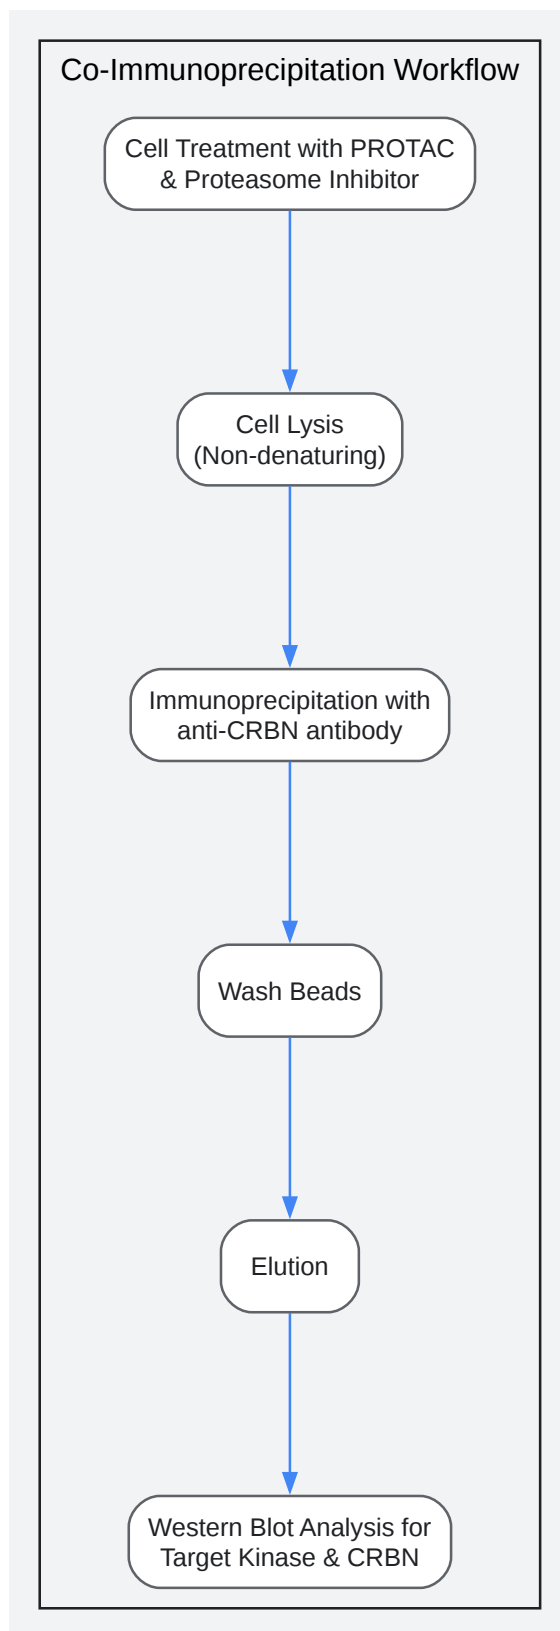 Co-Immunoprecipitation Workflow
Cell Treatment with PROTAC
& Proteasome Inhibitor
Cell Lysis
(Non-denaturing)
Immunoprecipitation with
anti-CRBN antibody
Wash Beads
Elution
Western Blot Analysis for
Target Kinase & CRBN